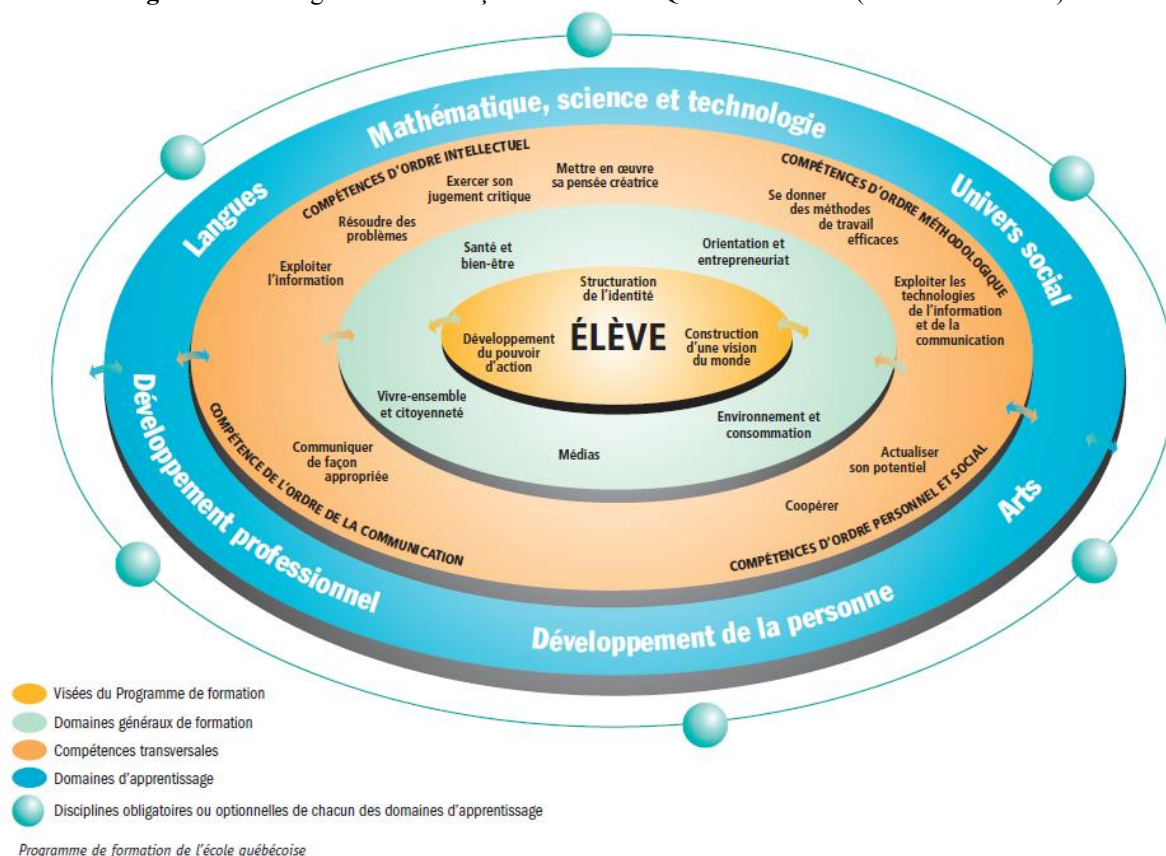 Mathématique, science et technologie
Langues
Univers social
COMPÉTENCES D'ORDRE INTELLECTUEL
COMPÉTENCES D'ORDRE MÉTHODOLOGIQUE
Mettre en œuvre
sa pensée créatrice
Exercer son
jugement critique
Résoudre des
problèmes
Exploiter
l'information
Se donner
des méthodes
de travail
efficaces
Exploiter les
technologies
de l'information
et de la
communication
Santé et
bien-être
Orientation et
entrepreneuriat
Structuration
de l'identité
ÉLÈVE
Développement
du pouvoir
d'action
Construction
d'une vision
du monde
Vivre-ensemble
et citoyenneté
Environnement et
consommation
Médias
Communiquer
de façon
appropriée
Actualiser
son potentiel
Coopérer
COMPÉTENCE DE L'ORDRE DE LA COMMUNICATION
COMPÉTENCES D'ORDRE PERSONNEL ET SOCIAL
Développement professionnel
Arts
Développement de la personne
Visées du Programme de formation
Domaines généraux de formation
Compétences transversales
Domaines d'apprentissage
Disciplines obligatoires ou optionnelles de chacun des domaines d'apprentissage
Programme de formation de l'école québécoise